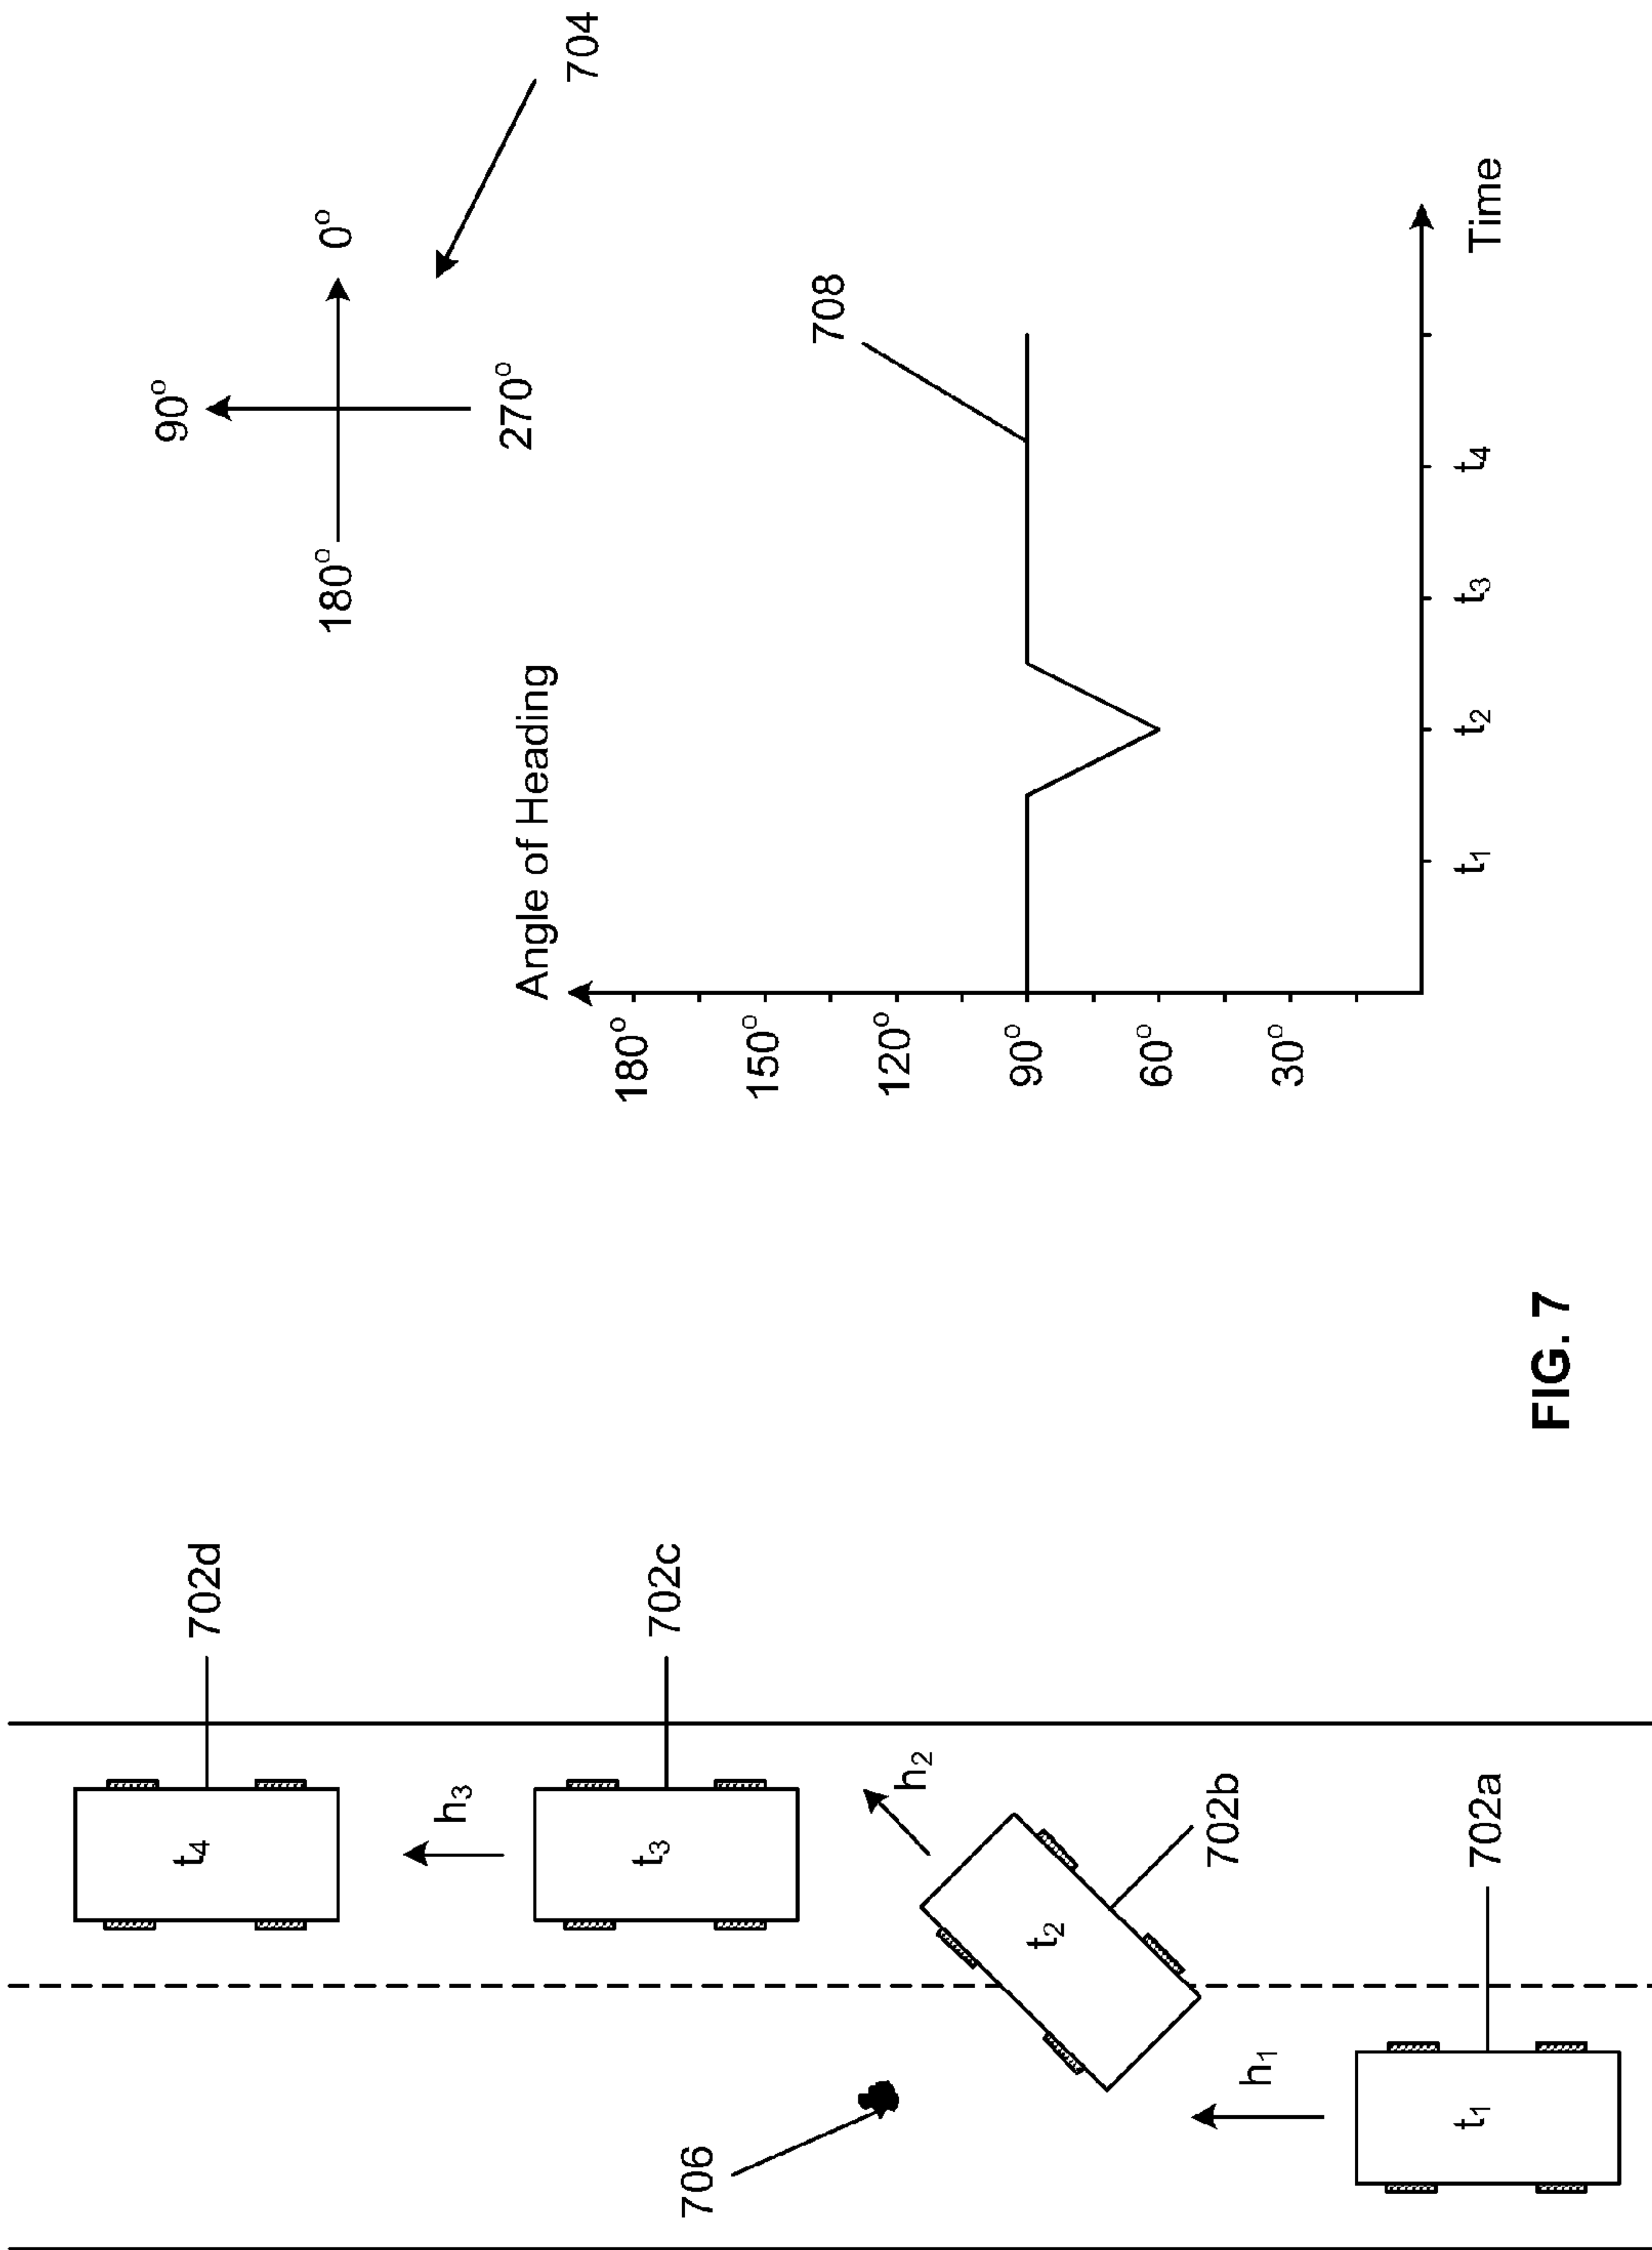 702d
t₄
h₃
702c
t₃
h₂
706
t₂
702b
h₁
702a
t₁
90°
180°
0°
270°
704
Angle of Heading
180°
150°
120°
90°
60°
30°
708
t₁
t₂
t₃
t₄
Time
FIG. 7